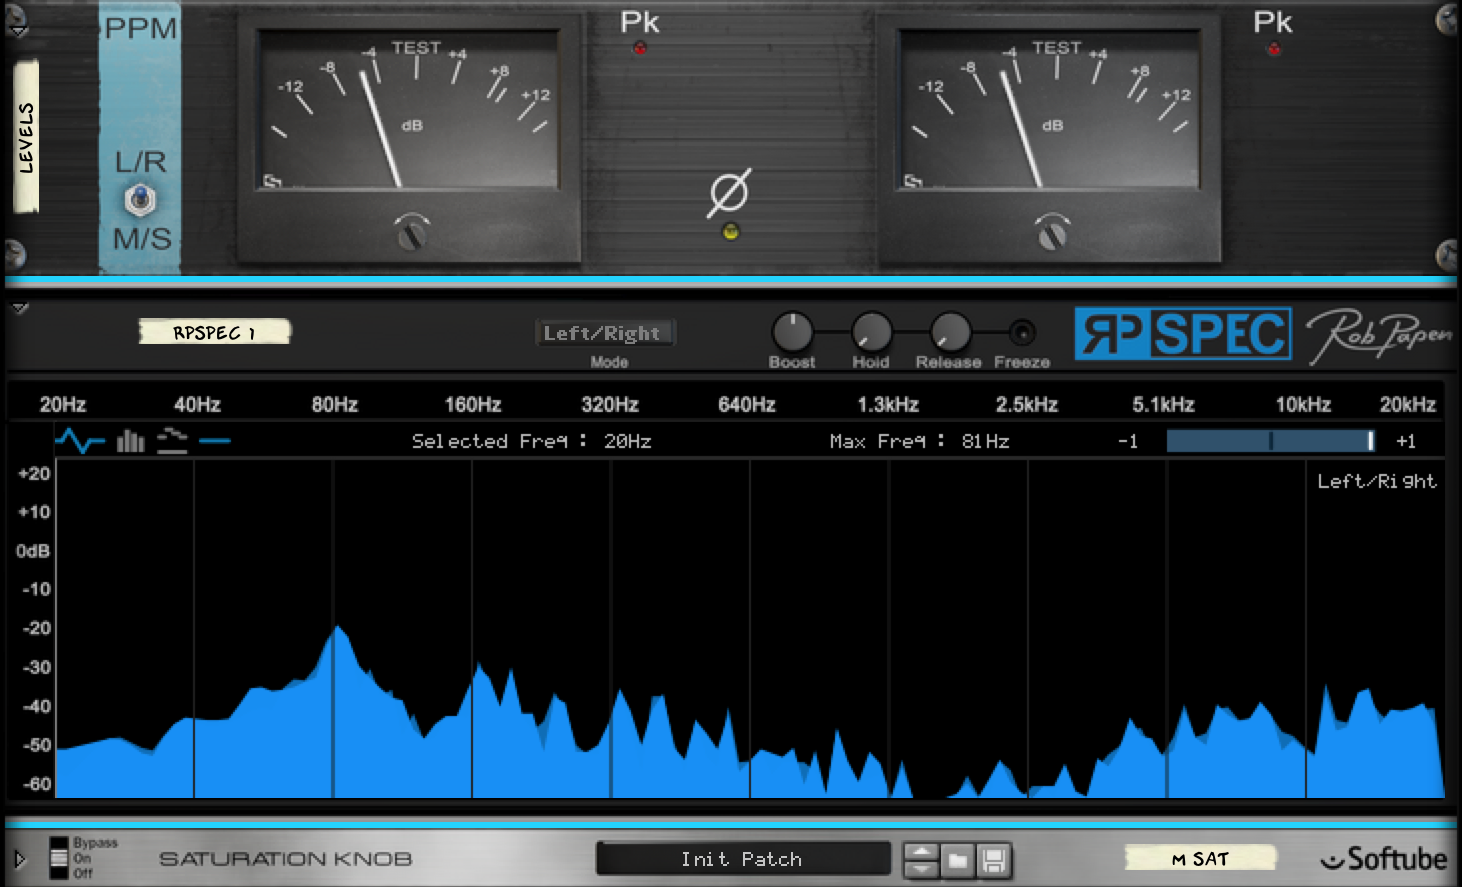 PPM
Pk
Pk
-12 -8 -4 TEST +4 +8 +12
dB
-12 -8 -4 TEST +4 +8 +12
dB
LEVELS
L/R
M/S
Ø
RPSPEC 1
Left/Right
Mode
Boost
Hold
Release
Freeze
RP SPEC
Rob Papen
20Hz 40Hz 80Hz 160Hz 320Hz 640Hz 1.3kHz 2.5kHz 5.1kHz 10kHz 20kHz
Selected Freq : 20Hz Max Freq : 81Hz -1 +1
Left/Right
+20
+10
0dB
-10
-20
-30
-40
-50
-60
Bypass
On
Off
SATURATION KNOB
Init Patch
M SAT
Softube